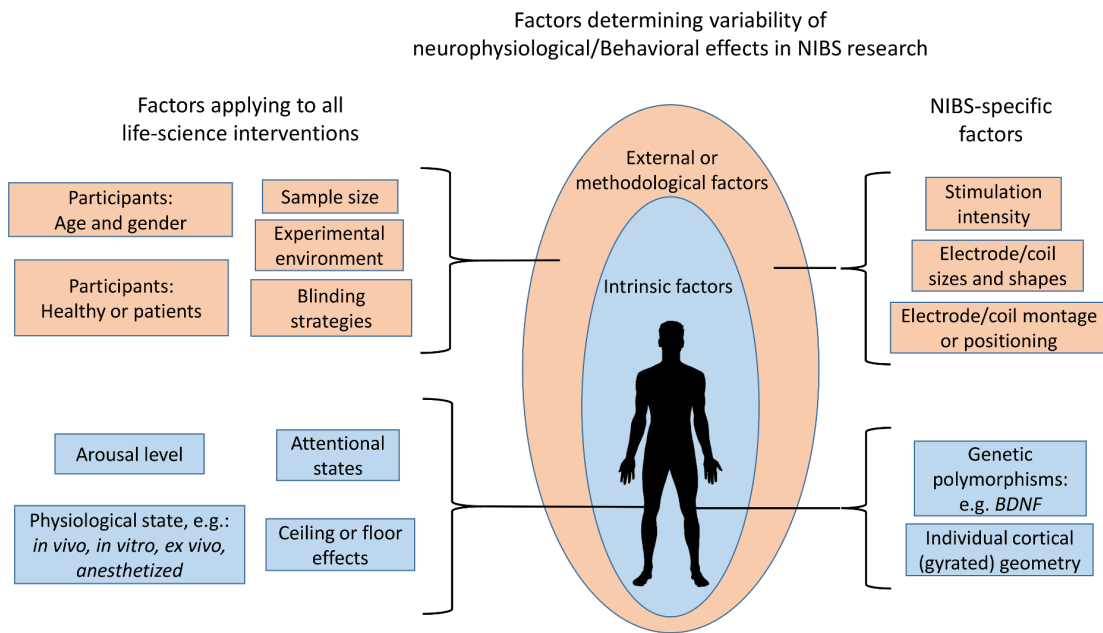 Factors determining variability of
neurophysiological/Behavioral effects in NIBS research
Factors applying to all
life-science interventions
NIBS-specific
factors
External or
methodological factors
Intrinsic factors
Participants:
Age and gender
Sample size
Experimental
environment
Participants:
Healthy or patients
Blinding
strategies
Stimulation
intensity
Electrode/coil
sizes and shapes
Electrode/coil montage
or positioning
Arousal level
Attentional
states
Physiological state, e.g.:
in vivo, in vitro, ex vivo,
anesthetized
Ceiling or floor
effects
Genetic
polymorphisms:
e.g. BDNF
Individual cortical
(gyrated) geometry